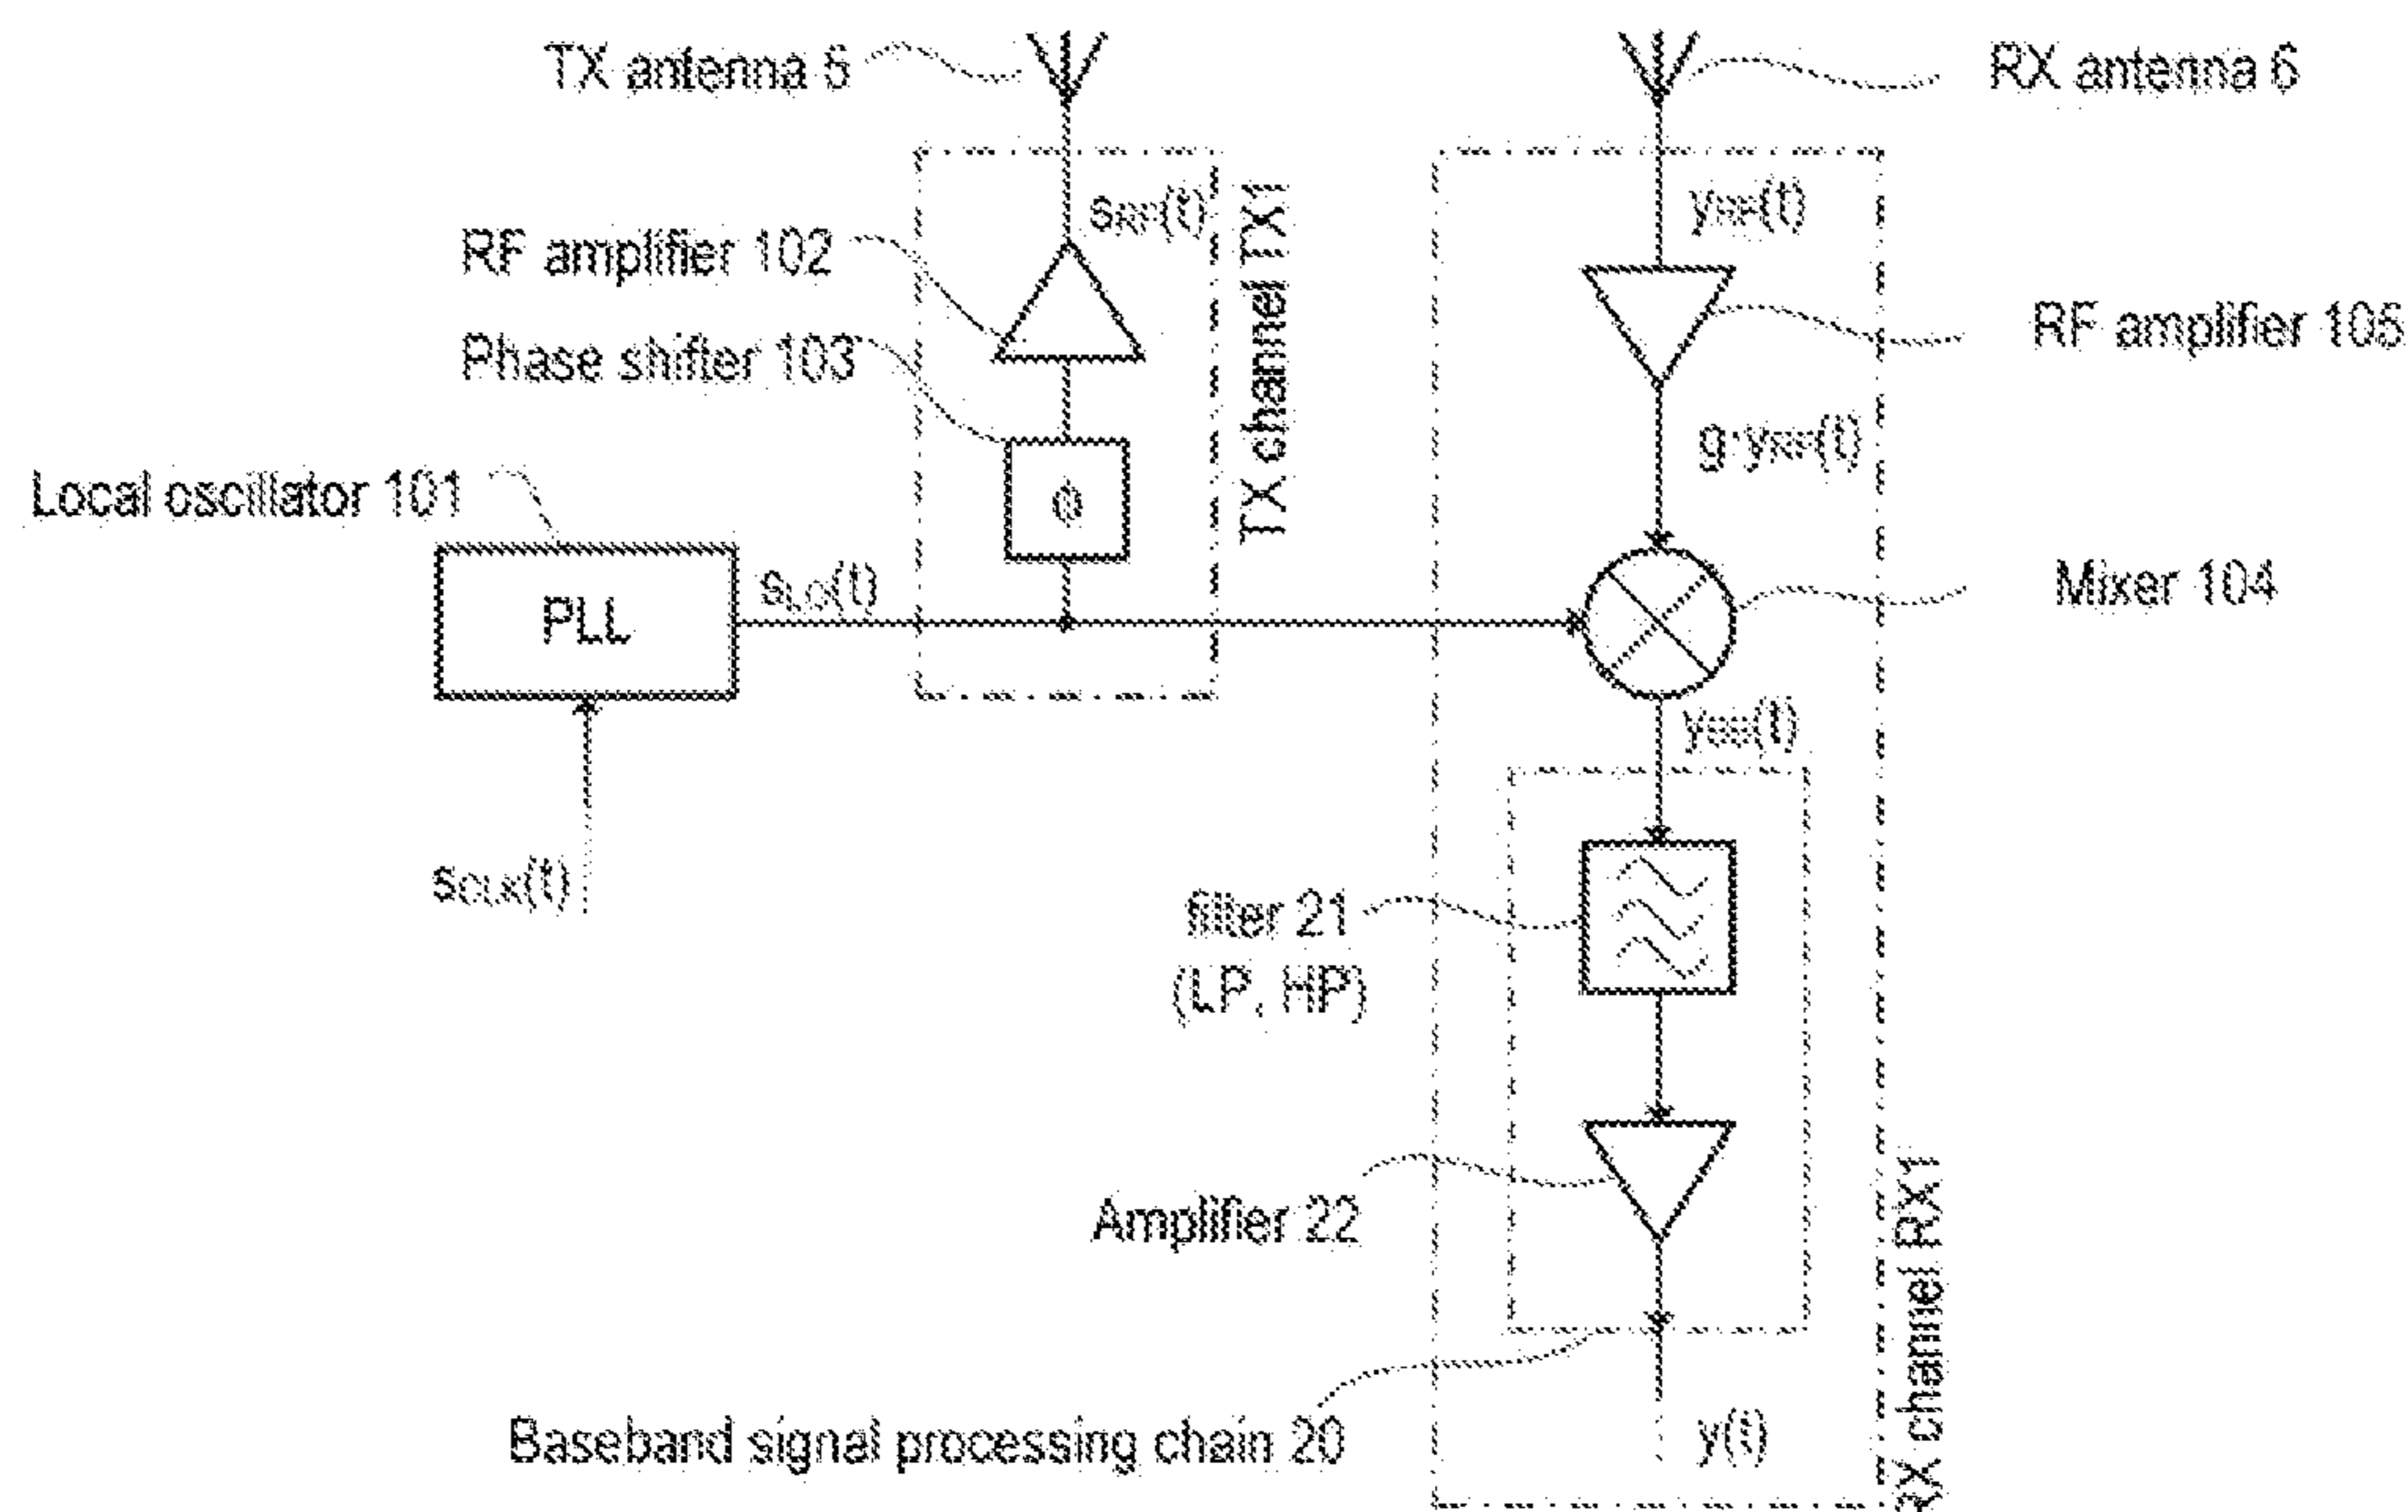 TX antenna 5
RX antenna 6
sRF(t)
yRF(t)
RF amplifier 102
TX channel TX1
RF amplifier 105
Phase shifter 103
g·yRF(t)
Local oscillator 101
Φ
sLO(t)
Mixer 104
PLL
yBB(t)
sCLK(t)
filter 21
(LP, HP)
Amplifier 22
RX channel RX1
Baseband signal processing chain 20
y(t)